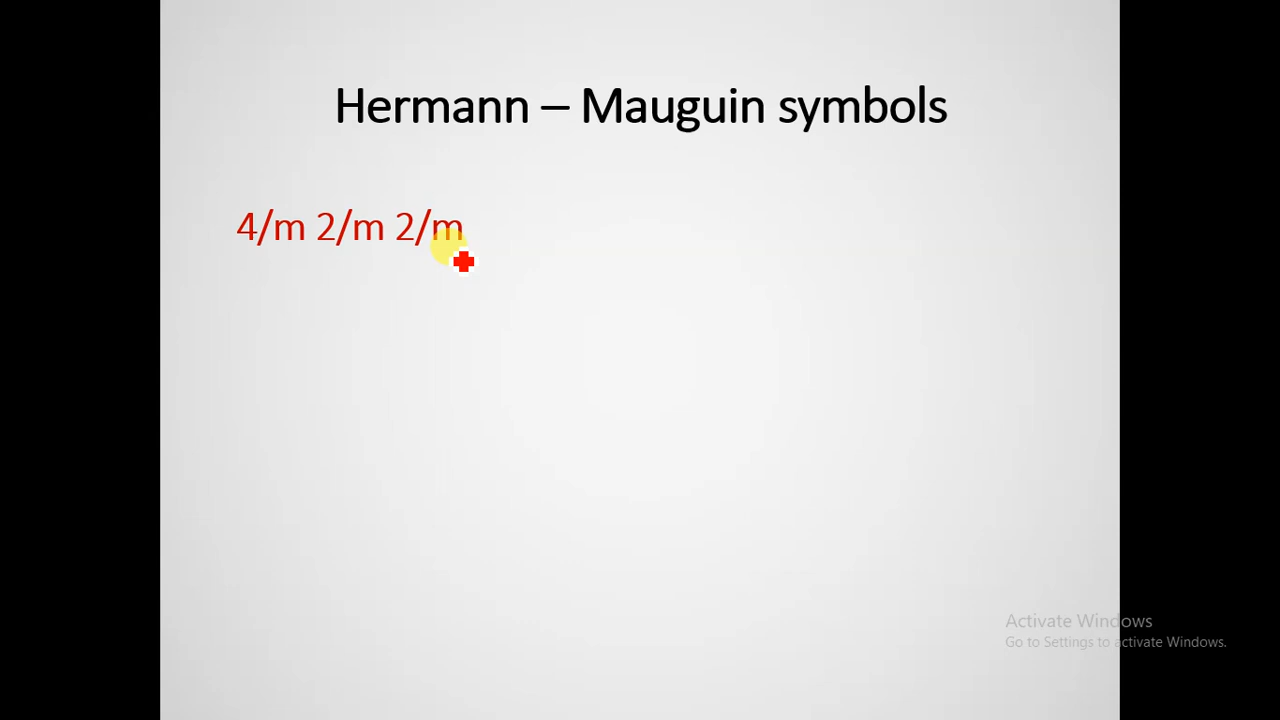 Hermann – Mauguin symbols
4/m 2/m 2/m
Activate Windows
Go to Settings to activate Windows.